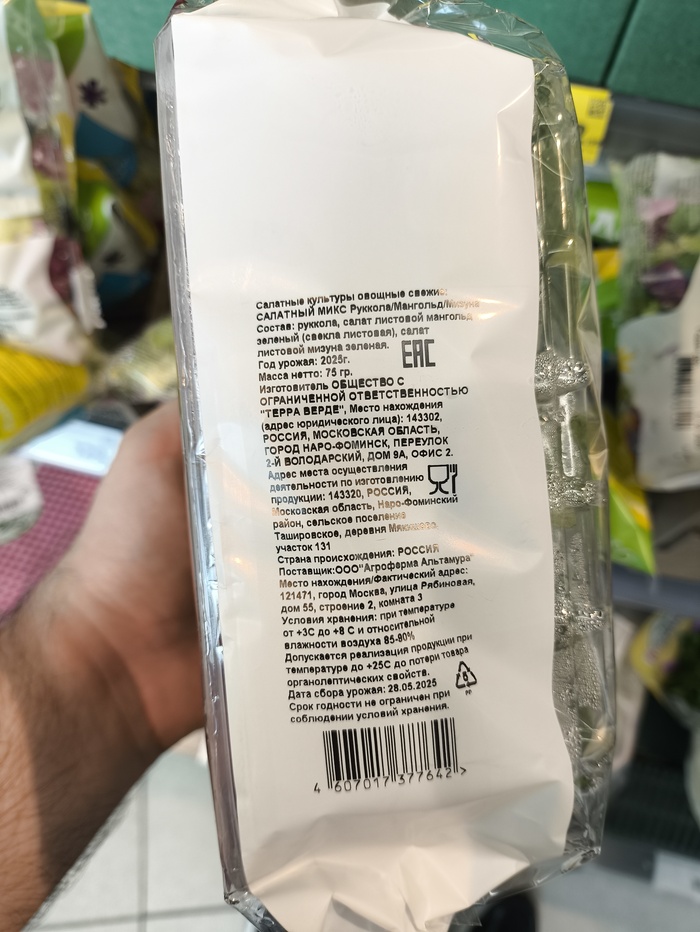 Салатные культуры овощные свежие:
САЛАТНЫЙ МИКС Руккола/Мангольд/Мизуна
Состав: руккола, салат листовой мангольд
зеленый (свекла листовая), салат
листовой мизуна зеленая.
Год урожая: 2025г.
EAC
Масса нетто: 75 гр.
Изготовитель ОБЩЕСТВО С
ОГРАНИЧЕННОЙ ОТВЕТСТВЕННОСТЬЮ
"ТЕРРА ВЕРДЕ", Место нахождения
(адрес юридического лица): 143302,
РОССИЯ, МОСКОВСКАЯ ОБЛАСТЬ,
ГОРОД НАРО-ФОМИНСК, ПЕРЕУЛОК
2-Й ВОЛОДАРСКИЙ, ДОМ 9А, ОФИС 2.
Адрес места осуществления
деятельности по изготовлению
продукции: 143320, РОССИЯ,
Московская область, Наро-Фоминский
район, сельское поселение
Ташировское, деревня
участок 131
Страна происхождения: РОССИЯ
Поставщик:ООО"Агроферма Альтамура"
Место нахождения/Фактический адрес:
121471, город Москва, улица Рябиновая,
дом 55, строение 2, комната 3
Условия хранения: при температуре
от +3С до +8 С и относительной
влажности воздуха 85-90%
Допускается реализация продукции при
температуре до +25С до потери товара
органолептических свойств.
Дата сбора урожая: 28.05.2025
PP
Срок годности не ограничен при
соблюдении условий хранения.
4 607017 377642 >